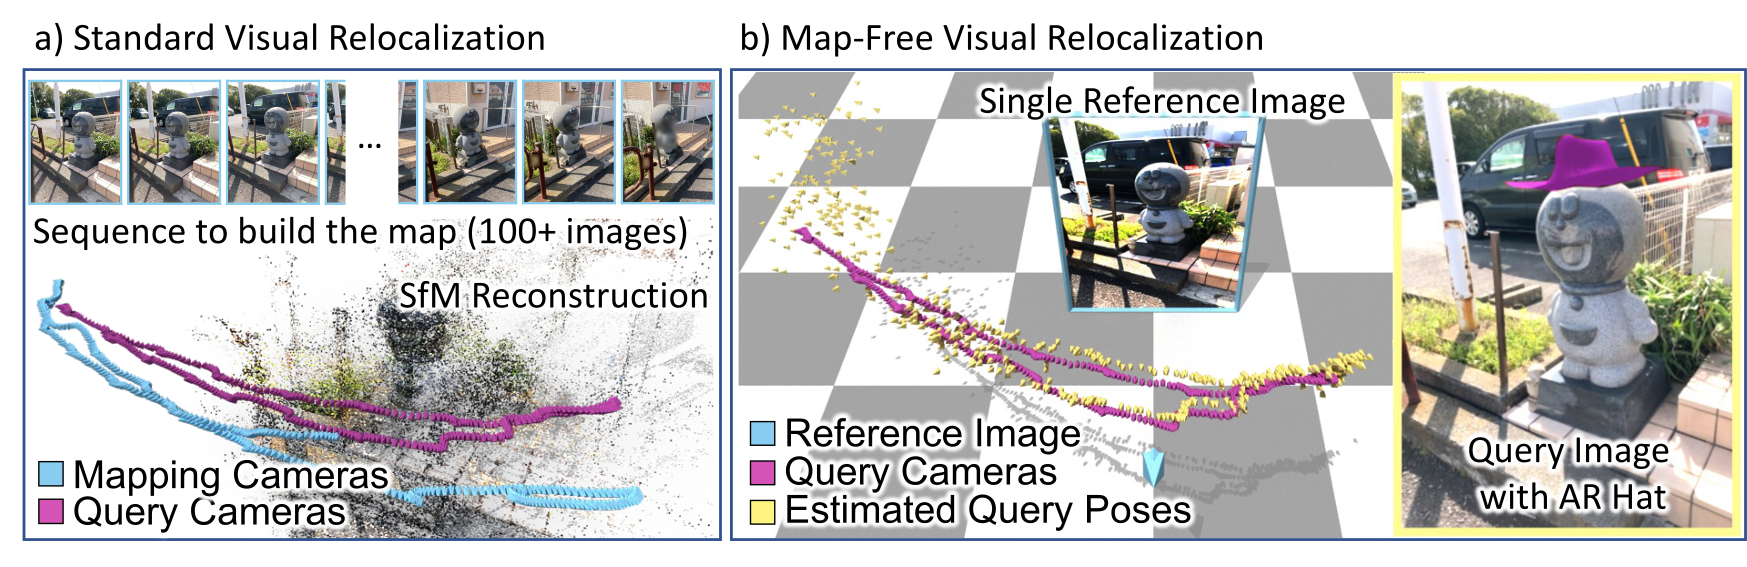 a) Standard Visual Relocalization
...
Sequence to build the map (100+ images)
SfM Reconstruction
Mapping Cameras
Query Cameras
b) Map-Free Visual Relocalization
Single Reference Image
Reference Image
Query Cameras
Estimated Query Poses
Query Image
with AR Hat